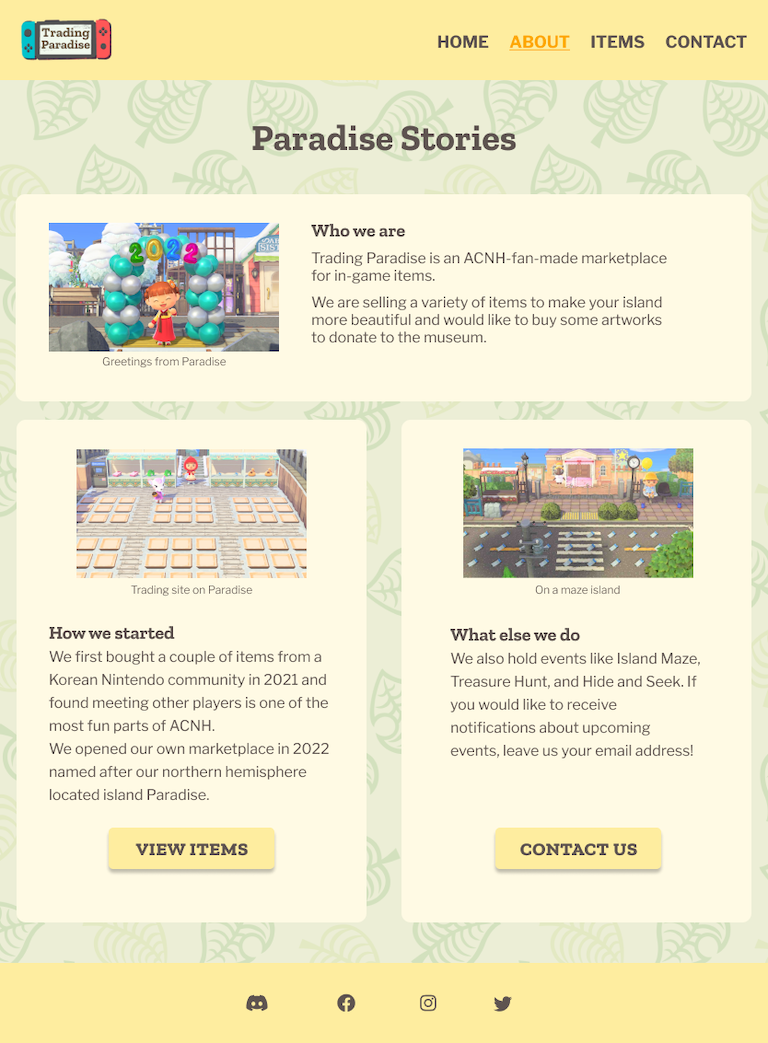 Trading
Paradise
HOME
ABOUT
ITEMS
CONTACT
Paradise Stories
2022
Who we are
Trading Paradise is an ACNH-fan-made marketplace
for in-game items.
We are selling a variety of items to make your island
more beautiful and would like to buy some artworks
to donate to the museum.
Greetings from Paradise
Trading site on Paradise
How we started
We first bought a couple of items from a
Korean Nintendo community in 2021 and
found meeting other players is one of the
most fun parts of ACNH.
We opened our own marketplace in 2022
named after our northern hemisphere
located island Paradise.
VIEW ITEMS
On a maze island
What else we do
We also hold events like Island Maze,
Treasure Hunt, and Hide and Seek. If
you would like to receive
notifications about upcoming
events, leave us your email address!
CONTACT US